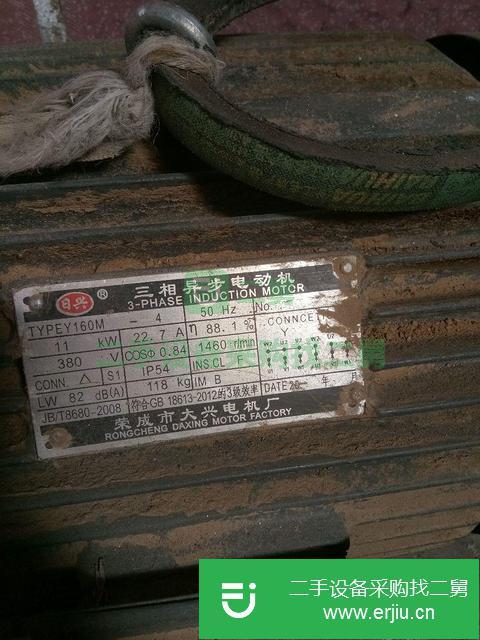 日兴 ®
三相异步电动机
3-PHASE INDUCTION MOTOR
TYPEY160M - 4 50 Hz No.
11 kW 22.7 A η 88.1 % CONNCE
380 V COSΦ 0.84 1460 r/min Y
CONN. △ S1 IP54 INS.CL F
LW 82 dB(A) 118 kg IM B DATE 20 年 月
JB/T8680-2008 符合GB 18613-2012的3级效率
荣成市大兴电机厂
RONGCHENG DAXING MOTOR FACTORY
二手设备采购找二舅
www.erjiu.cn